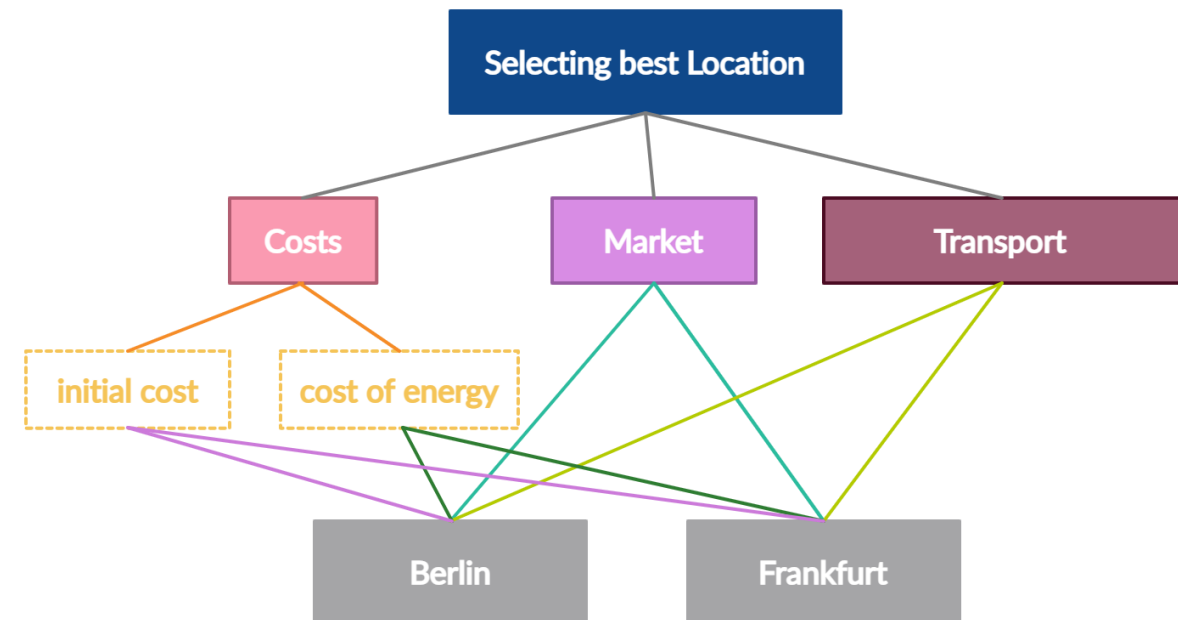 Selecting best Location
Costs
Market
Transport
initial cost
cost of energy
Berlin
Frankfurt